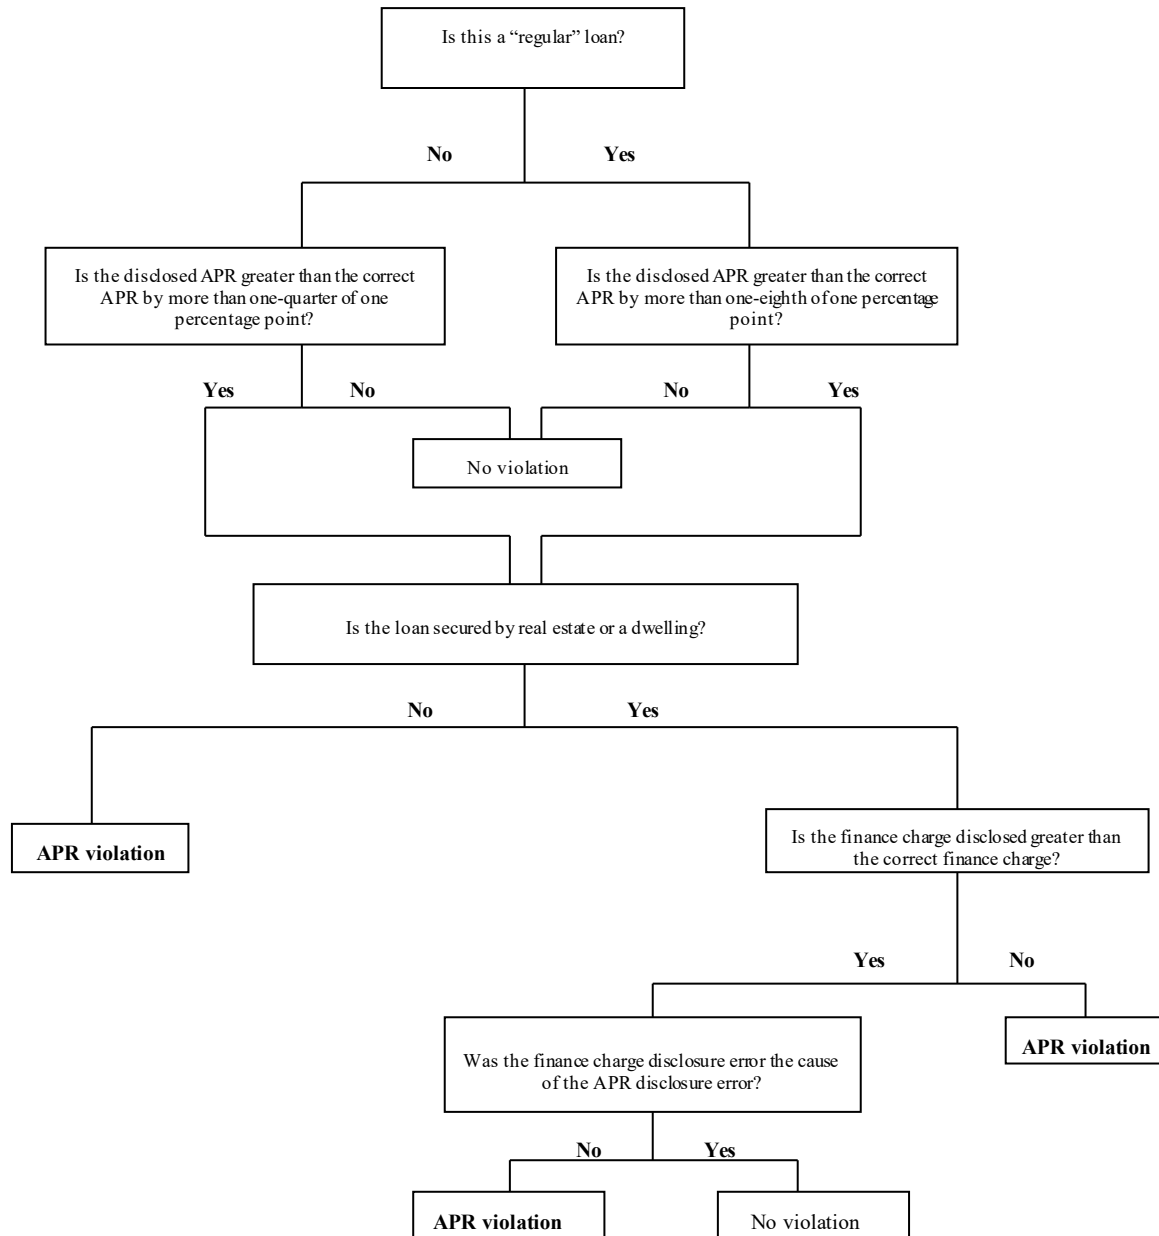 Is this a “regular” loan?
No
Yes
Is the disclosed APR greater than the correct
APR by more than one-quarter of one
percentage point?
Is the disclosed APR greater than the correct
APR by more than one-eighth of one percentage
point?
Yes
No
No
Yes
No violation
Is the loan secured by real estate or a dwelling?
No
Yes
APR violation
Is the finance charge disclosed greater than
the correct finance charge?
Yes
No
Was the finance charge disclosure error the cause
of the APR disclosure error?
APR violation
No
Yes
APR violation
No violation